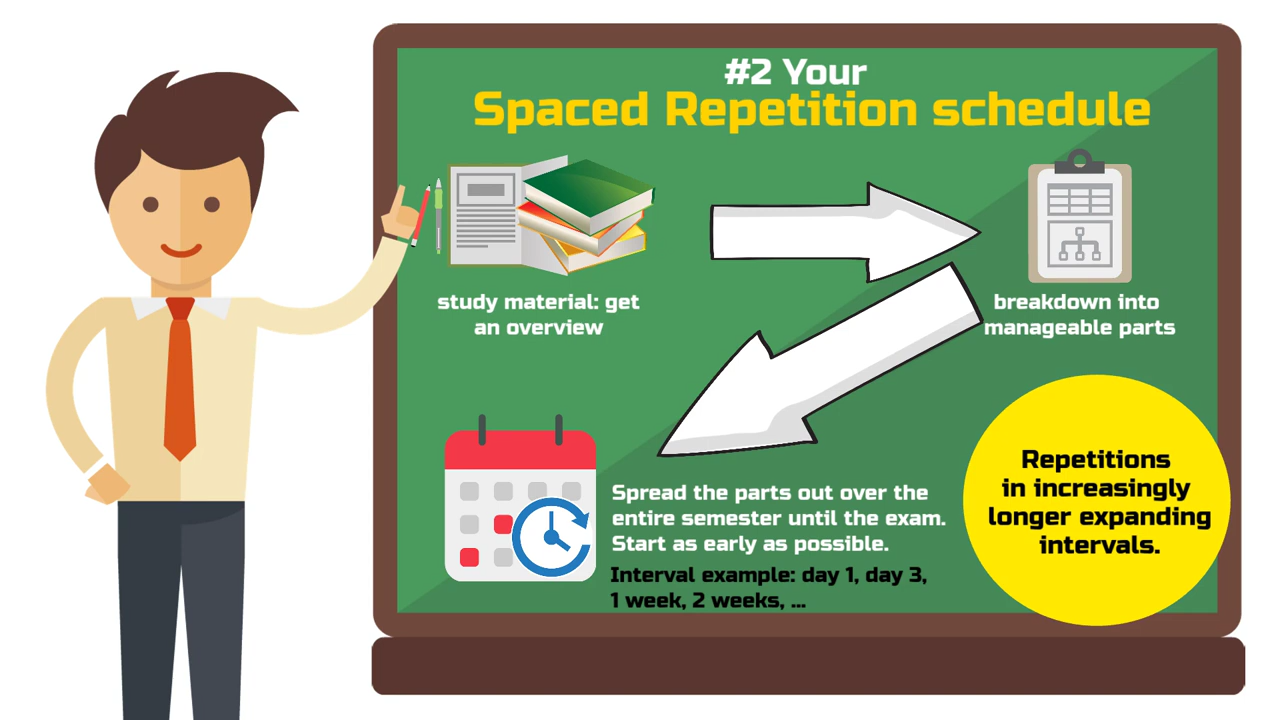 #2 Your
Spaced Repetition schedule
study material: get
an overview
breakdown into
manageable parts
Spread the parts out over the
entire semester until the exam.
Start as early as possible.
Interval example: day 1, day 3,
1 week, 2 weeks, ...
Repetitions
in increasingly
longer expanding
intervals.